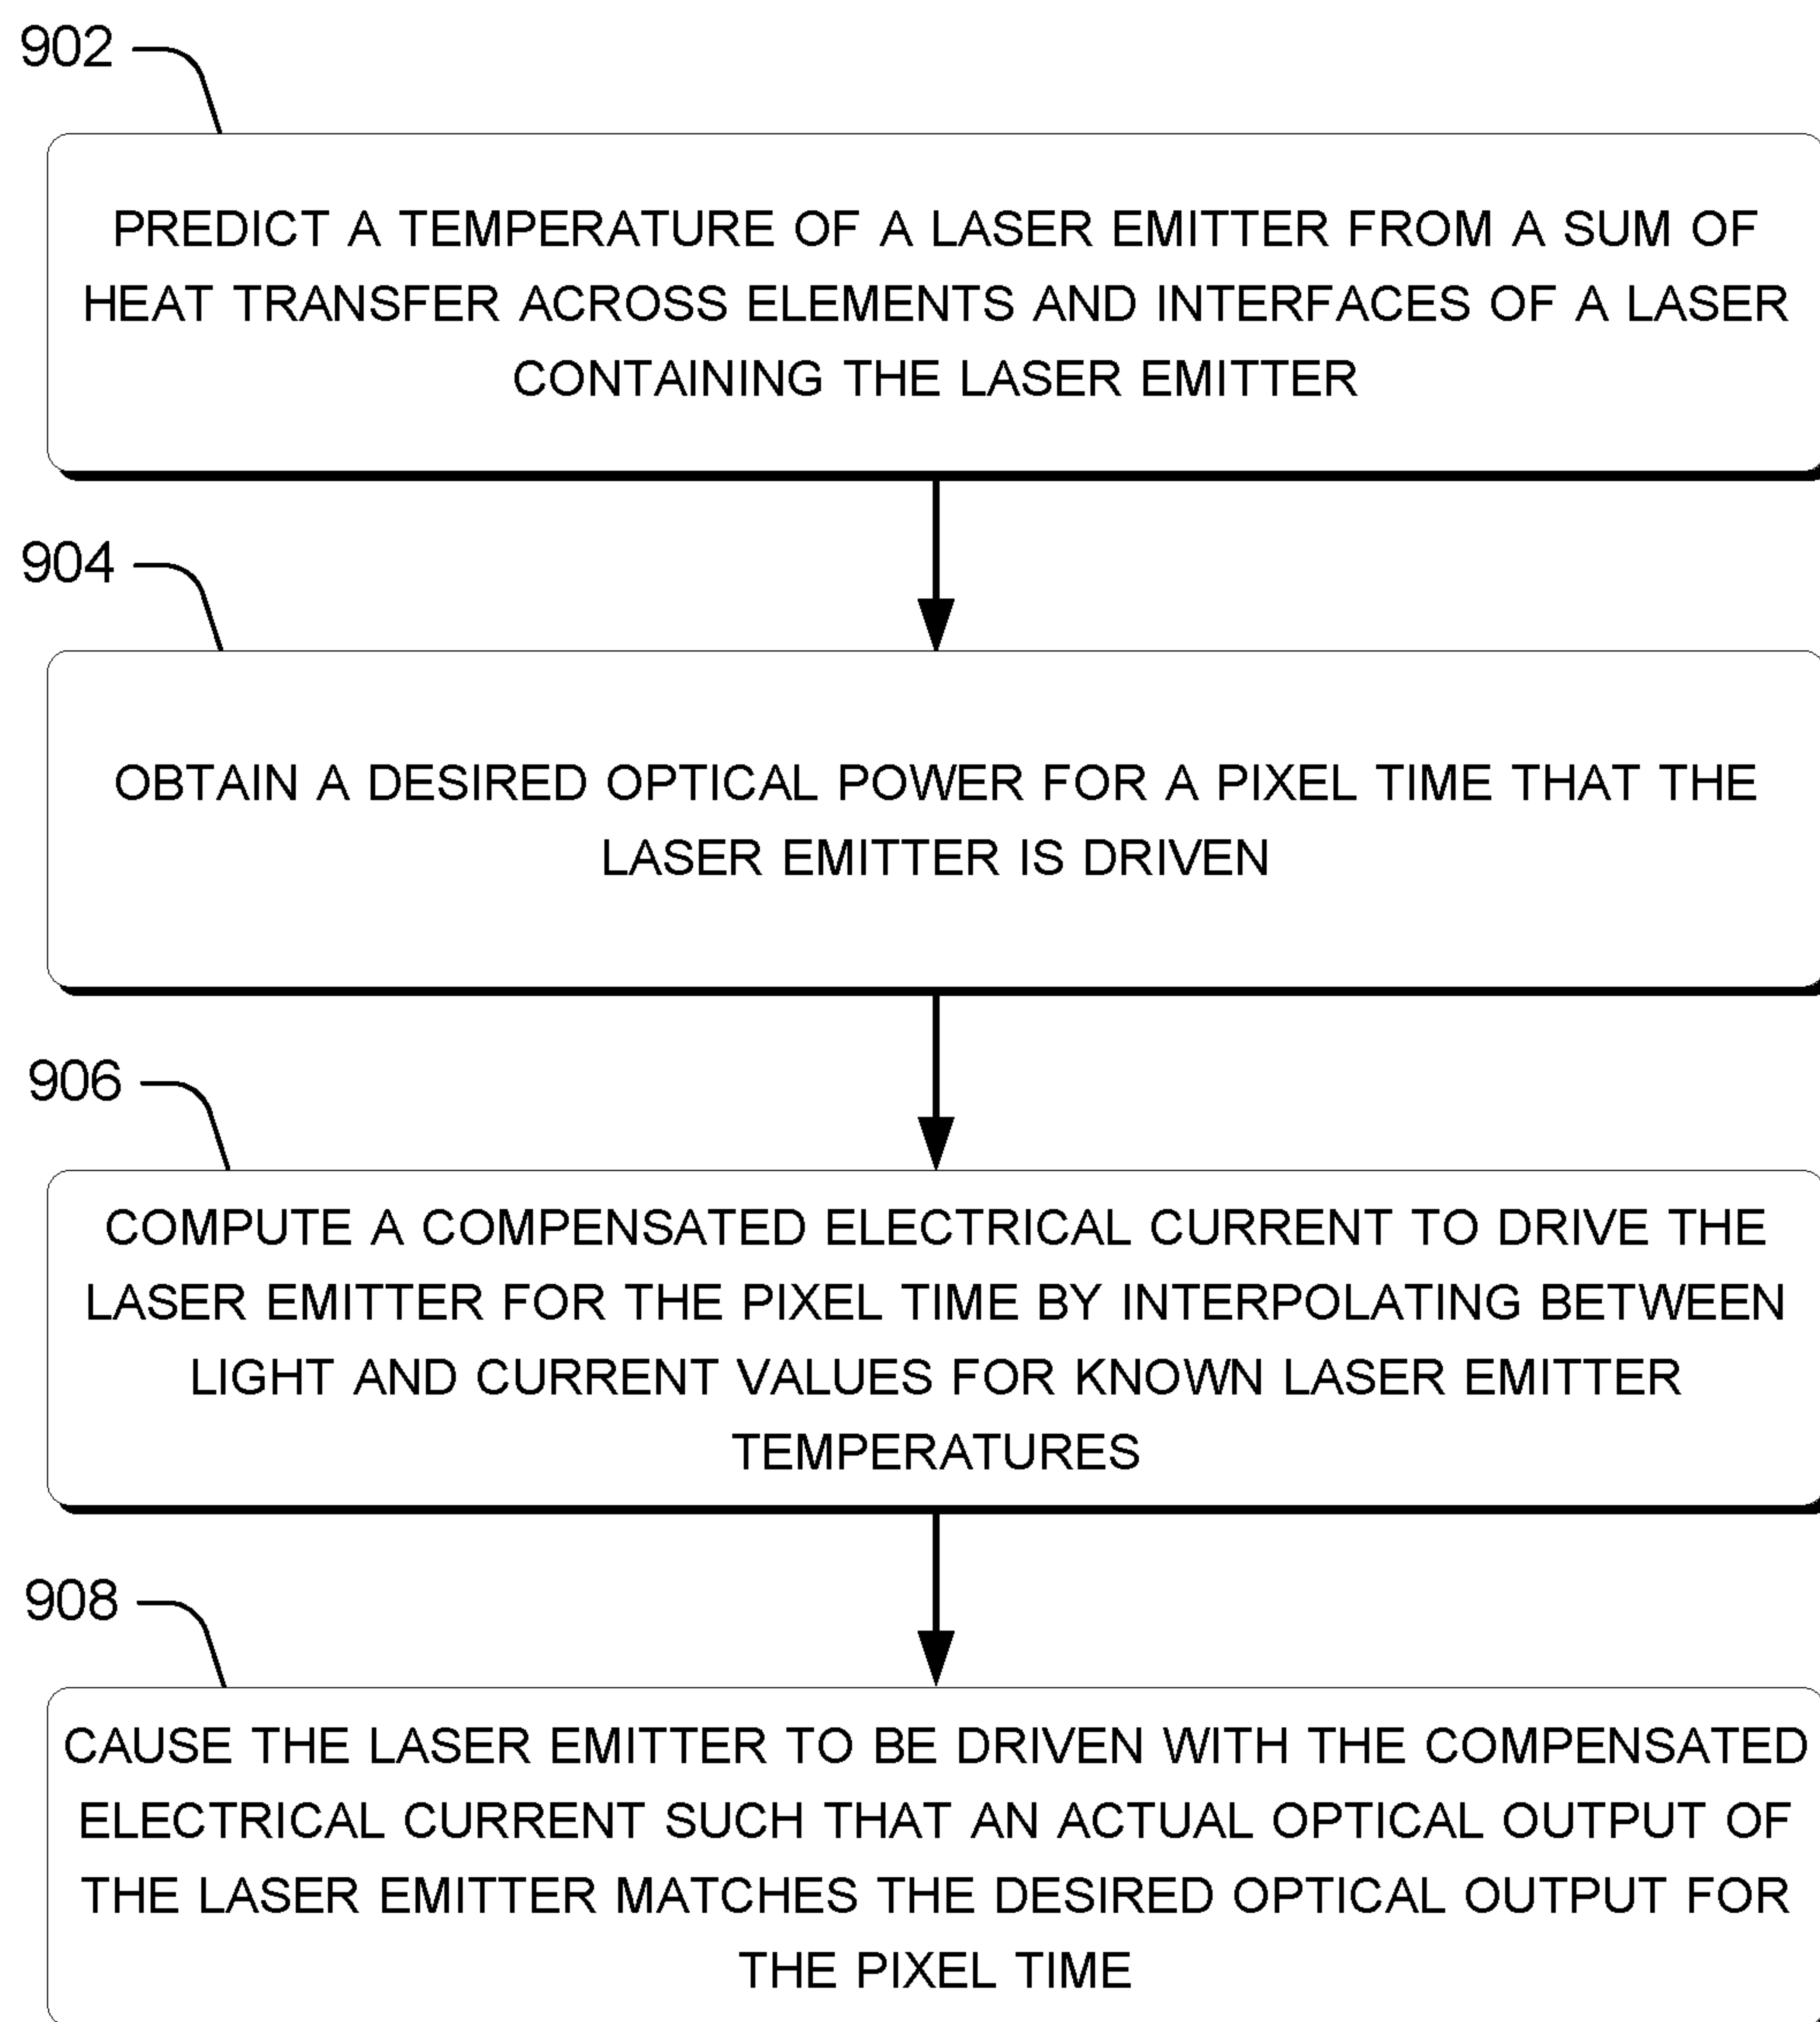 902
PREDICT A TEMPERATURE OF A LASER EMITTER FROM A SUM OF
HEAT TRANSFER ACROSS ELEMENTS AND INTERFACES OF A LASER
CONTAINING THE LASER EMITTER
904
OBTAIN A DESIRED OPTICAL POWER FOR A PIXEL TIME THAT THE
LASER EMITTER IS DRIVEN
906
COMPUTE A COMPENSATED ELECTRICAL CURRENT TO DRIVE THE
LASER EMITTER FOR THE PIXEL TIME BY INTERPOLATING BETWEEN
LIGHT AND CURRENT VALUES FOR KNOWN LASER EMITTER
TEMPERATURES
908
CAUSE THE LASER EMITTER TO BE DRIVEN WITH THE COMPENSATED
ELECTRICAL CURRENT SUCH THAT AN ACTUAL OPTICAL OUTPUT OF
THE LASER EMITTER MATCHES THE DESIRED OPTICAL OUTPUT FOR
THE PIXEL TIME